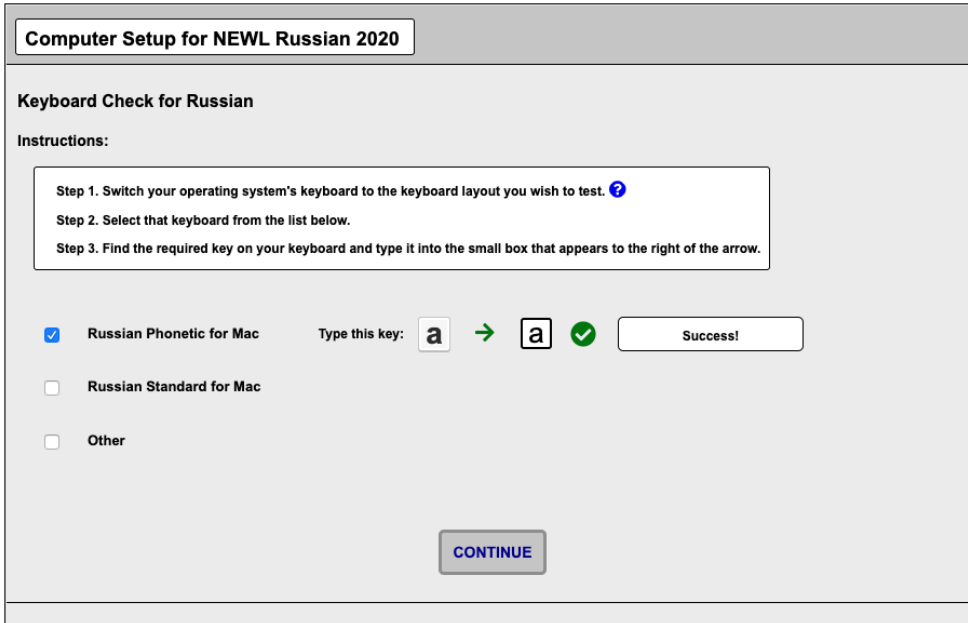 Computer Setup for NEWL Russian 2020
Keyboard Check for Russian
Instructions:
Step 1. Switch your operating system's keyboard to the keyboard layout you wish to test. ?
Step 2. Select that keyboard from the list below.
Step 3. Find the required key on your keyboard and type it into the small box that appears to the right of the arrow.
Russian Phonetic for Mac Type this key: а → а Success!
Russian Standard for Mac
Other
CONTINUE